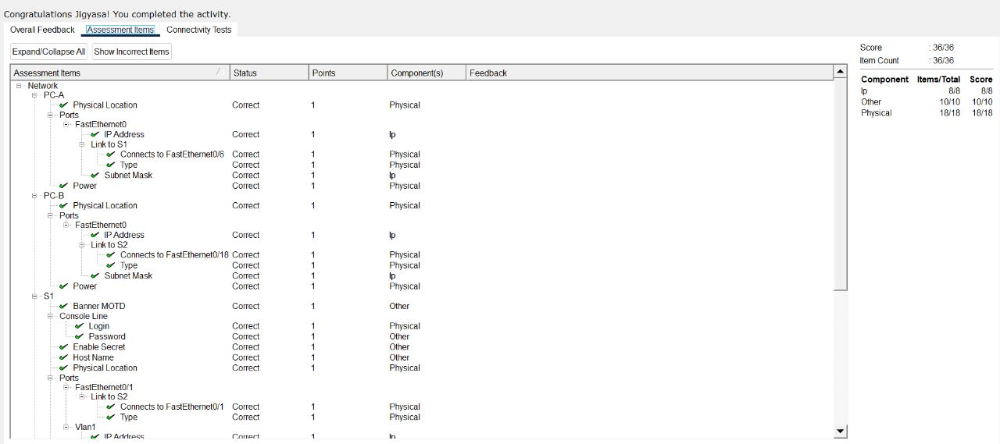 Congratulations Jigyasa! You completed the activity.
Overall Feedback Assessment Items Connectivity Tests
Expand/Collapse All Show Incorrect Items
Assessment Items Status Points Component(s) Feedback
Network
PC-A
Physical Location Correct 1 Physical
Ports
FastEthernet0
IP Address Correct 1 Ip
Link to S1
Connects to FastEthernet0/6 Correct 1 Physical
Type Correct 1 Physical
Subnet Mask Correct 1 Ip
Power Correct 1 Physical
PC-B
Physical Location Correct 1 Physical
Ports
FastEthernet0
IP Address Correct 1 Ip
Link to S2
Connects to FastEthernet0/18 Correct 1 Physical
Type Correct 1 Physical
Subnet Mask Correct 1 Ip
Power Correct 1 Physical
S1
Banner MOTD Correct 1 Other
Console Line
Login Correct 1 Physical
Password Correct 1 Other
Enable Secret Correct 1 Other
Host Name Correct 1 Other
Physical Location Correct 1 Physical
Ports
FastEthernet0/1
Link to S2
Connects to FastEthernet0/1 Correct 1 Physical
Type Correct 1 Physical
Vlan1
IP Address Correct 1 Ip
Score : 36/36
Item Count : 36/36
Component Items/Total Score
Ip 8/8 8/8
Other 10/10 10/10
Physical 18/18 18/18